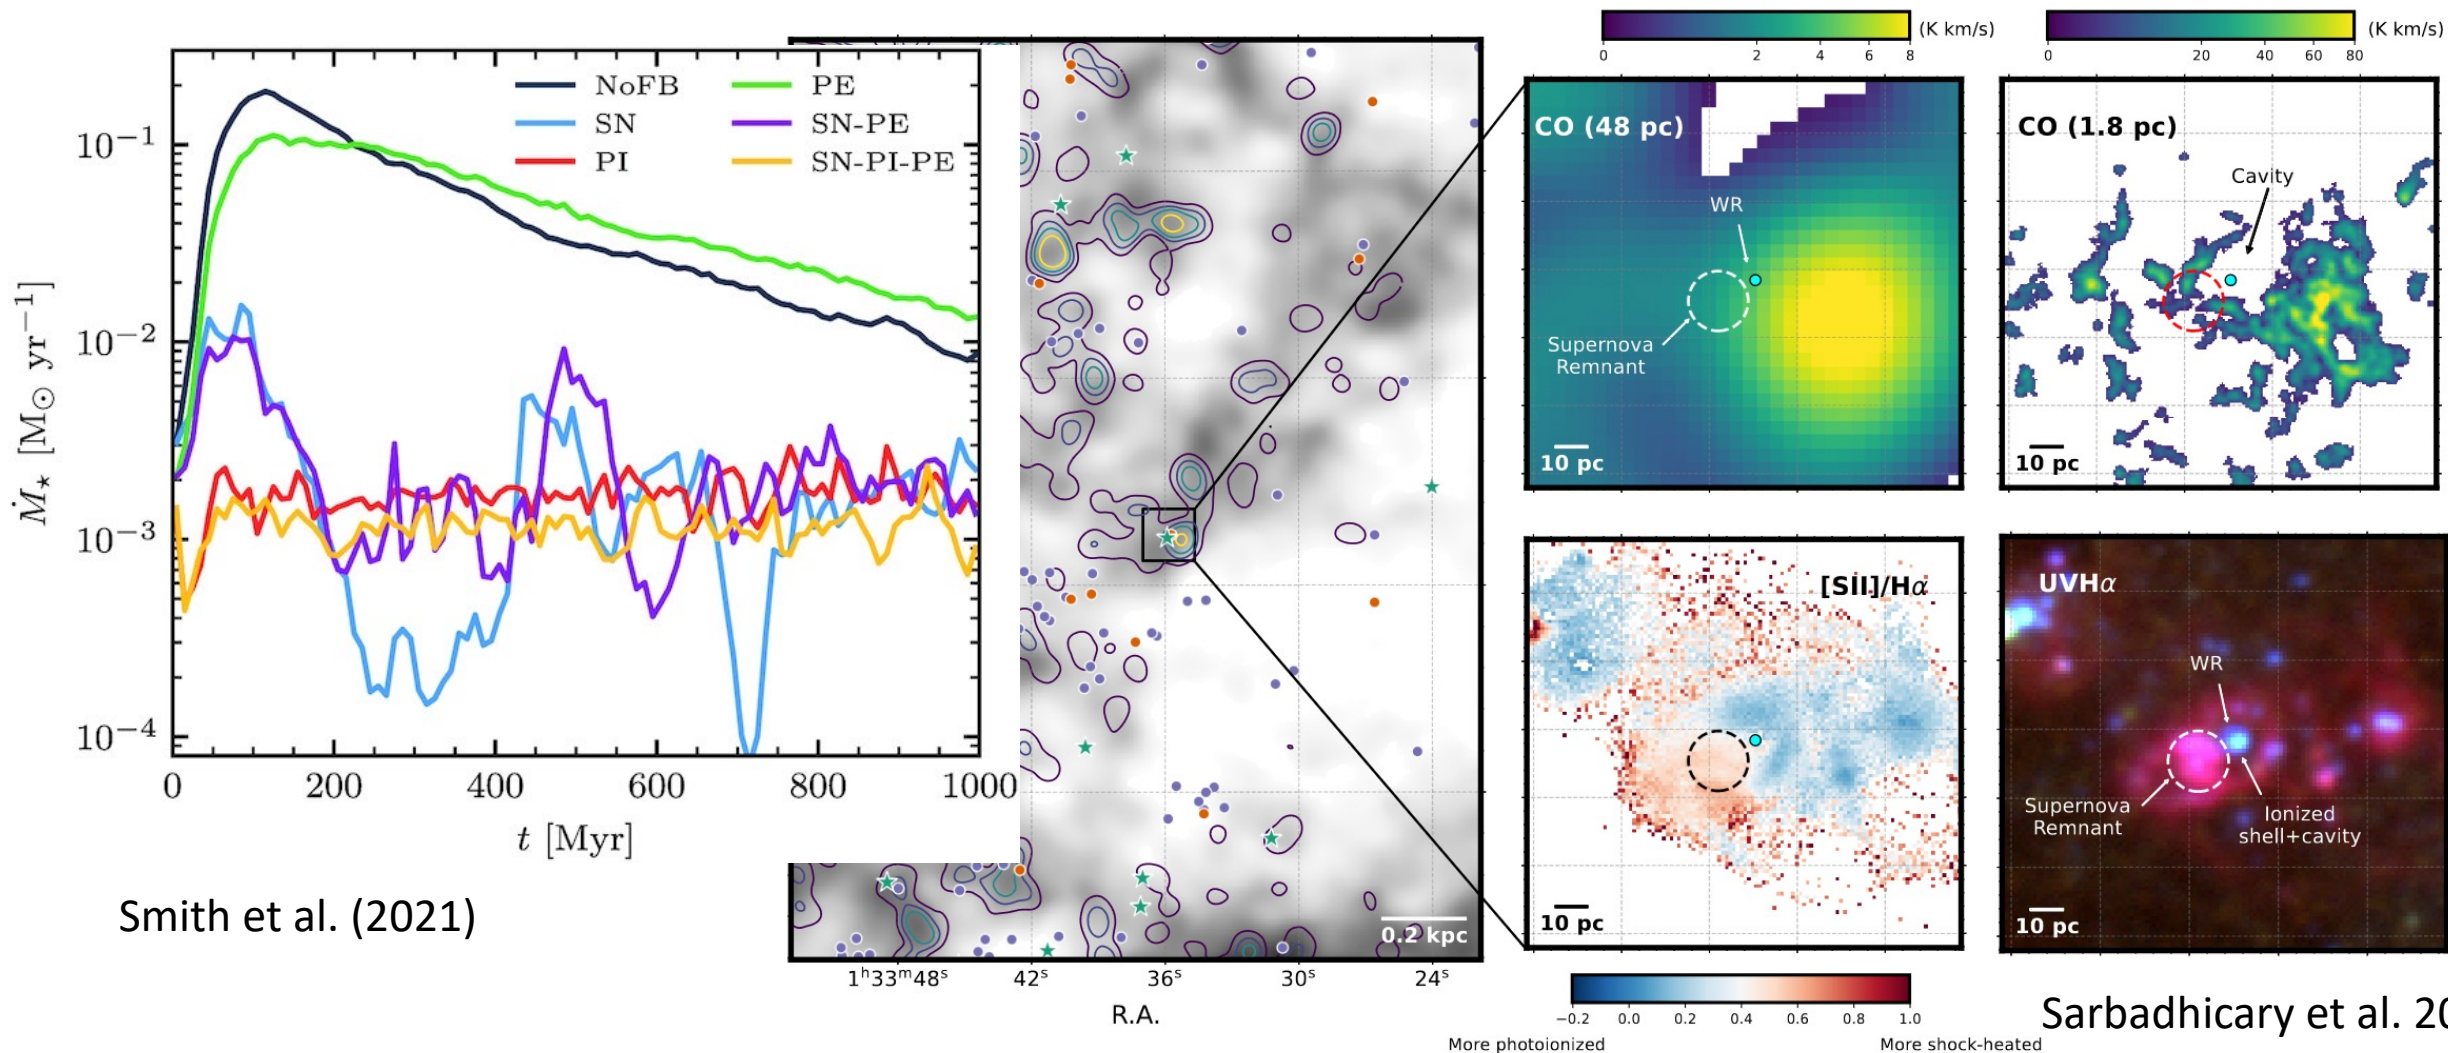 NoFB
SN
PI
PE
SN-PE
SN-PI-PE
10⁻¹
10⁻²
10⁻³
10⁻⁴
Ṁ⋆ [M⊙ yr⁻¹]
0 200 400 600 800 1000
t [Myr]
Smith et al. (2021)
0.2 kpc
1ʰ33ᵐ48ˢ 42ˢ 36ˢ 30ˢ 24ˢ
R.A.
0 2 4 6 8
(K km/s)
CO (48 pc)
WR
Supernova
Remnant
10 pc
0 20 40 60 80
(K km/s)
CO (1.8 pc)
Cavity
10 pc
[SII]/Hα
10 pc
−0.2 0.0 0.2 0.4 0.6 0.8 1.0
More photoionized
More shock-heated
UVHα
WR
Supernova
Remnant
Ionized
shell+cavity
10 pc
Sarbadhicary et al. 20